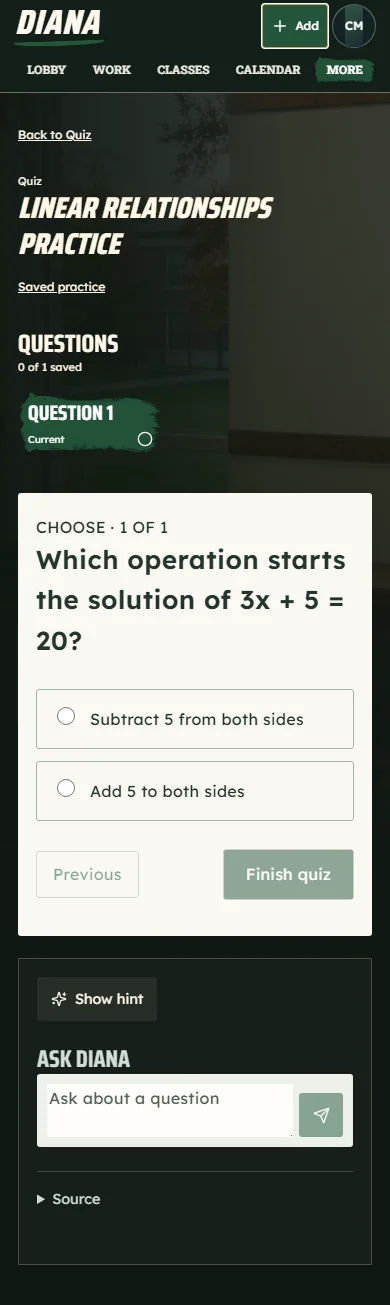 DIANA
Add
CM
LOBBY WORK CLASSES CALENDAR MORE
Back to Quiz
Quiz
LINEAR RELATIONSHIPS
PRACTICE
Saved practice
QUESTIONS
0 of 1 saved
QUESTION 1
Current
CHOOSE · 1 OF 1
Which operation starts
the solution of 3x + 5 =
20?
Subtract 5 from both sides
Add 5 to both sides
Previous
Finish quiz
Show hint
ASK DIANA
Ask about a question
Source